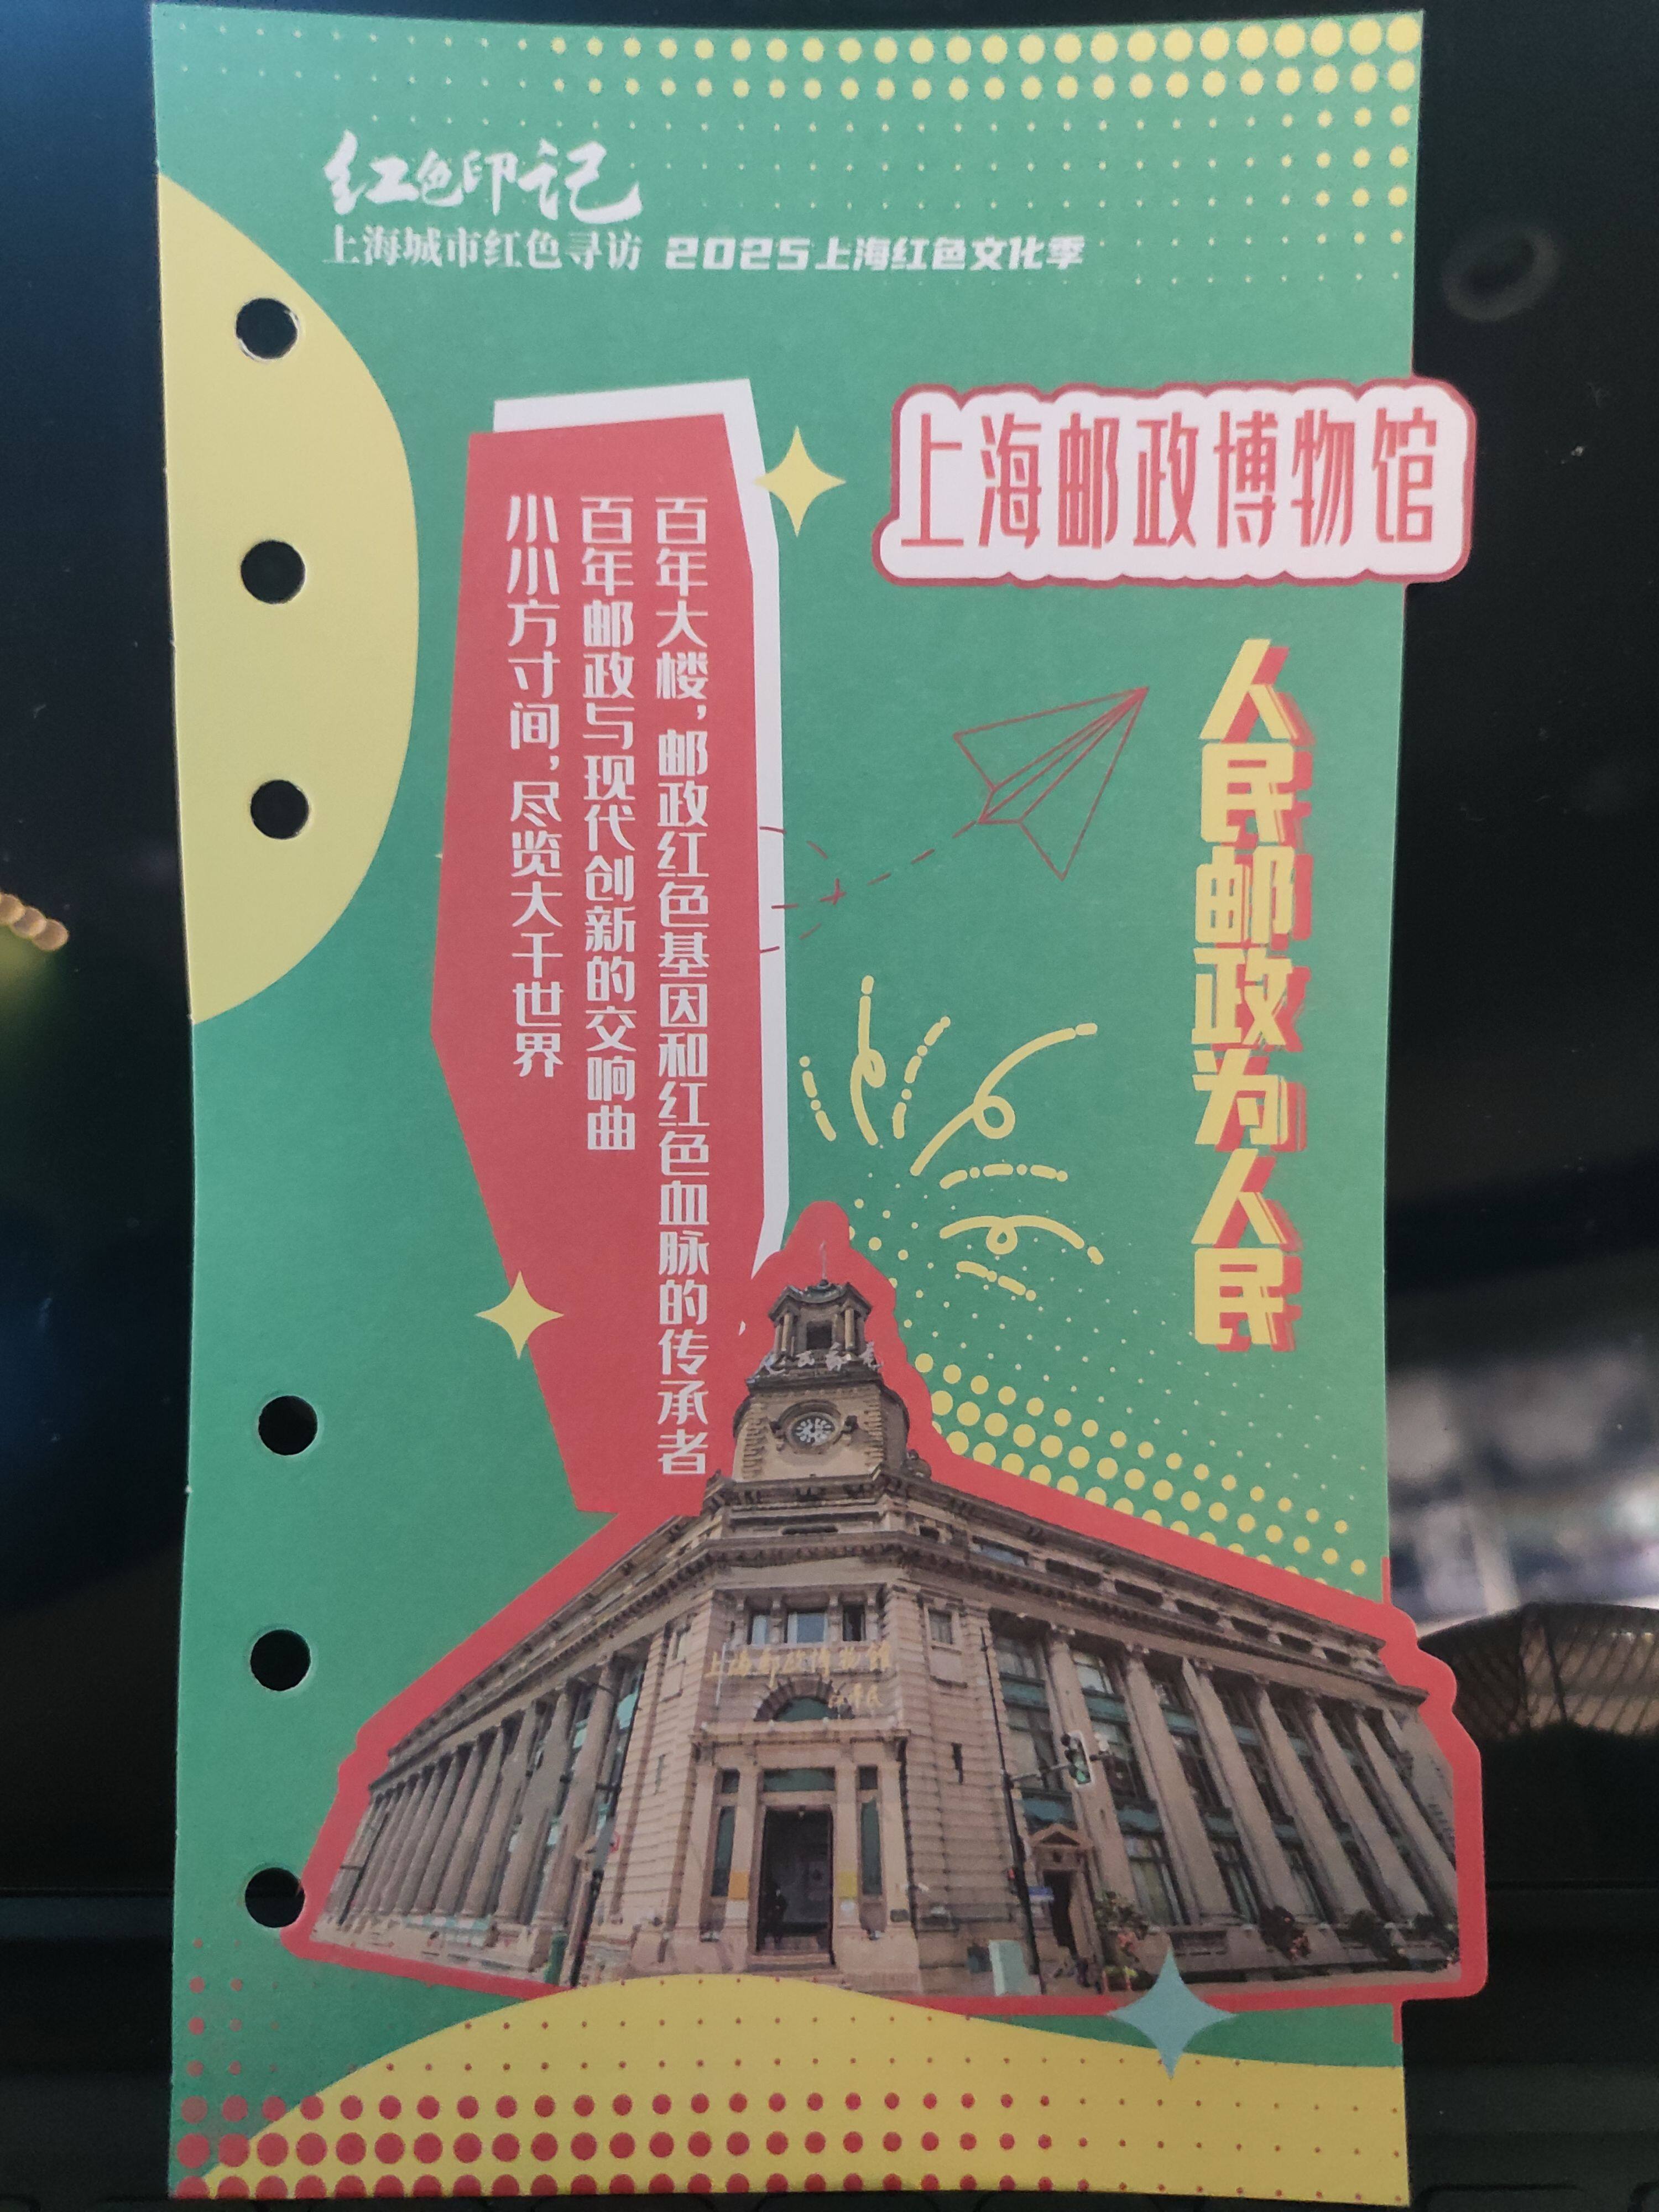 红色印记
上海城市红色寻访 2025上海红色文化季
上海邮政博物馆
人民邮政为人民
百年大楼，邮政红色基因和红色血脉的传承者
百年邮政与现代创新的交响曲
小小方寸间，尽览大千世界
上海邮政博物馆